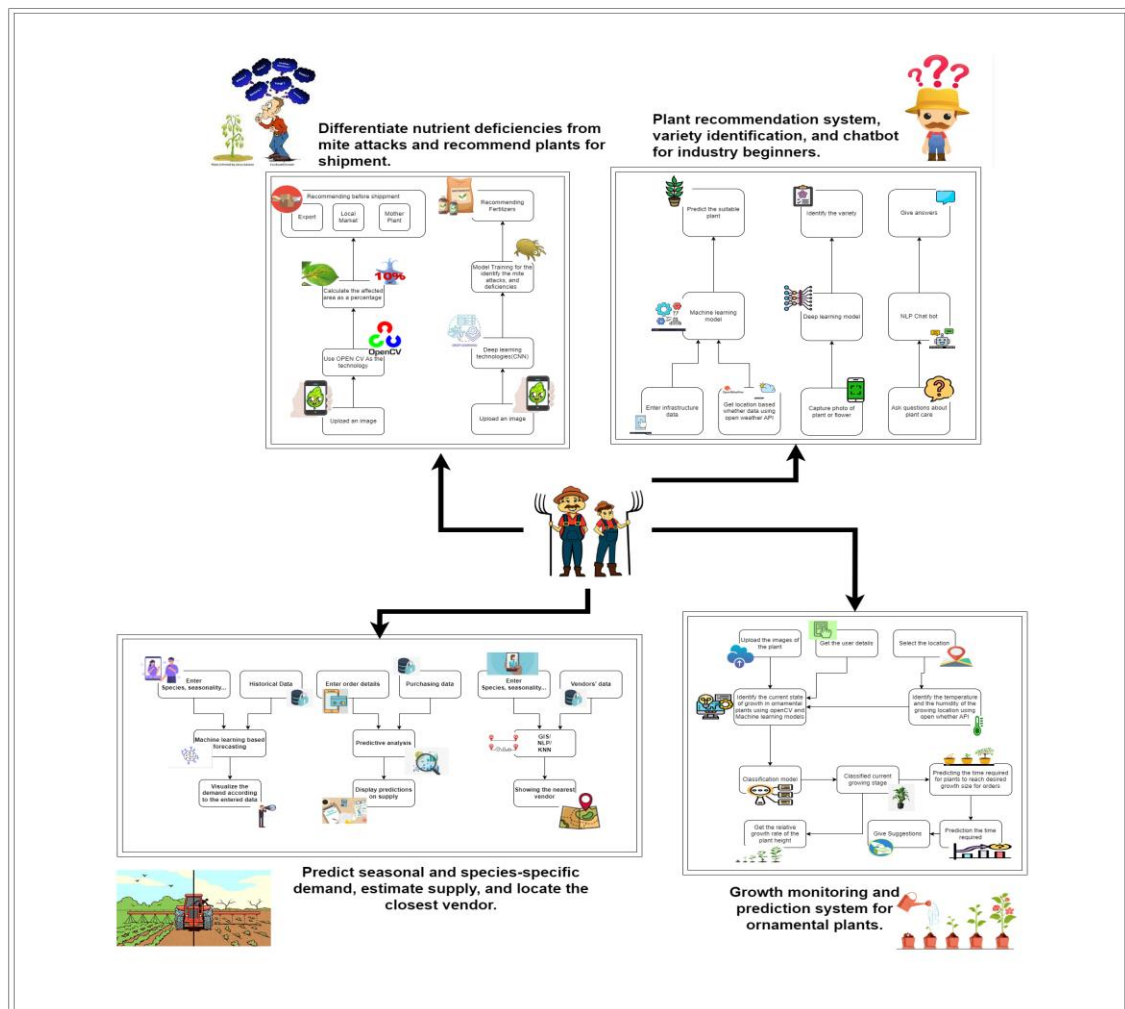 Differentiate nutrient deficiencies from
mite attacks and recommend plants for
shipment.
Recommending before shippment
Export
Local
Markall
Mother
Plant
10%
Calculate the affected
area as a percentage
OpenCV
Use OPEN CV As the
technology
Upload an image
Recommending
Fertilizers
Model Training for the
identify the mite
attacks, and
deficiencies
Deep learning
technologies(CNN)
Upload an image
Plant recommendation system,
variety identification, and chatbot
for industry beginners.
???
Predict the suitable
plant
Machine learning
model
Enter infrastructure
data
Get location based
whether data using
open weather API
Identify the variety
Deep learning model
Capture photo of
plant or flower
Give answers
NLP Chat bot
Ask questions about
plant care
Enter
Species, seasonality...
Historical Data
Machine learning based
forecasting
Visualize the
demand according
to the entered data
Enter order details
Purchasing data
Predictive analysis
Display predictions
on supply
Enter
Species, seasonality...
Vendors' data
GIS/
NLP/
KNN
Showing the nearest
vendor
Predict seasonal and species-specific
demand, estimate supply, and locate the
closest vendor.
Upload the images of
the plant
Get the user details
Select the location
Identify the current state
of growth in ornamental
plants using openCV and
Machine learning models
Identify the temperature
and the humidity of the
growing location using
open whether API
Classification model
Classified current
growing stage
Predicting the time required
for plants to reach desired
growth size for orders
Get the relative
growth rate of the
plant height
Give Suggestions
Prediction the time
required
Growth monitoring and
prediction system for
ornamental plants.